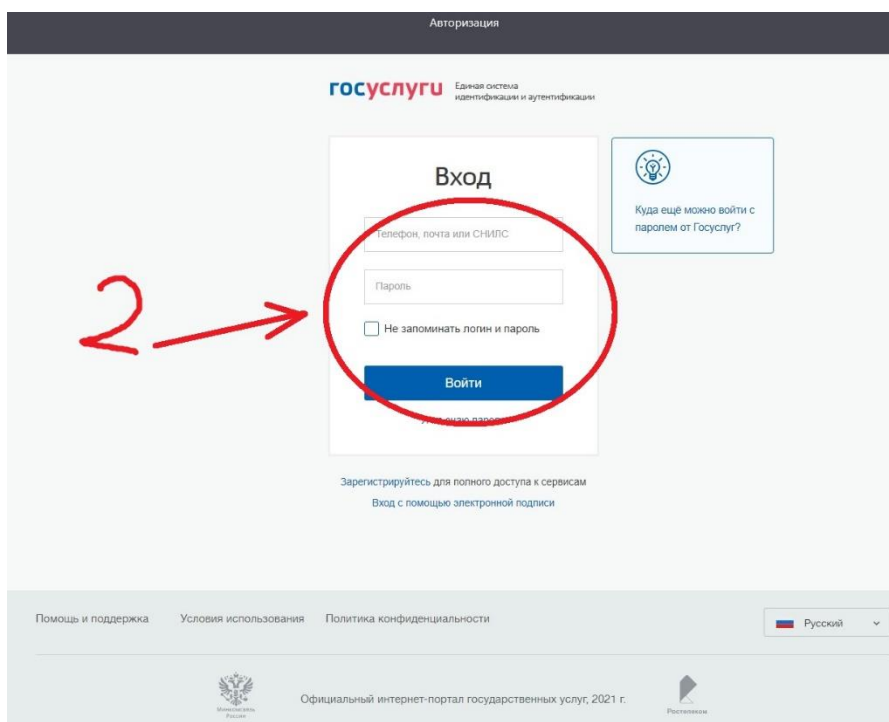 Авторизация
госуслуги
Единая система
идентификации и аутентификации
Вход
Телефон, почта или СНИЛС
Пароль
Не запоминать логин и пароль
Войти
Куда ещё можно войти с
паролем от Госуслуг?
2
Зарегистрируйтесь для полного доступа к сервисам
Вход с помощью электронной подписи
Помощь и поддержка
Условия использования
Политика конфиденциальности
Русский
Минкомсвязь
России
Официальный интернет-портал государственных услуг, 2021 г.
Ростелеком